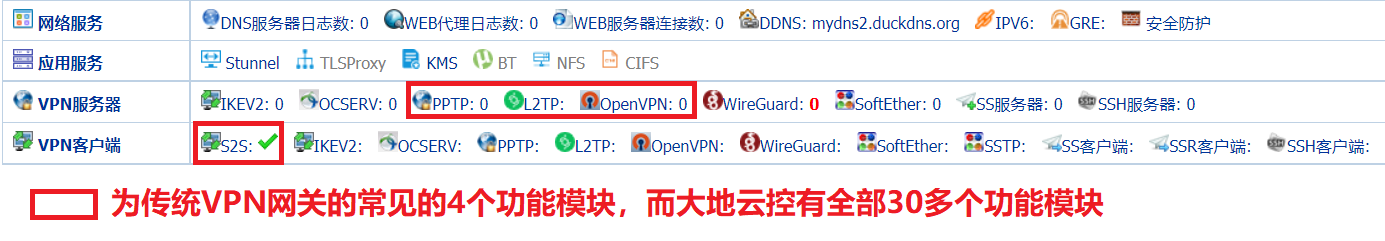 网络服务 DNS服务器日志数: 0 WEB代理日志数: 0 WEB服务器连接数: 0 DDNS: mydns2.duckdns.org IPV6: GRE: 安全防护
应用服务 Stunnel TLSProxy KMS BT NFS CIFS
VPN服务器 IKEV2: 0 OCSERV: 0 PPTP: 0 L2TP: OpenVPN: 0 WireGuard: 0 SoftEther: 0 SS服务器: 0 SSH服务器: 0
VPN客户端 S2S: IKEV2: OCSERV: PPTP: L2TP: OpenVPN: WireGuard: SoftEther: SSTP: SS客户端: SSR客户端: SSH客户端:
为传统VPN网关的常见的4个功能模块，而大地云控有全部30多个功能模块